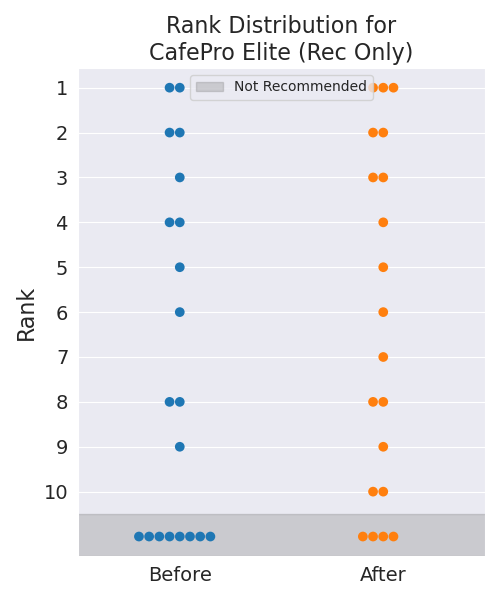 Rank Distribution for
CafePro Elite (Rec Only)
Not Recommended
Rank
1
2
3
4
5
6
7
8
9
10
Before
After